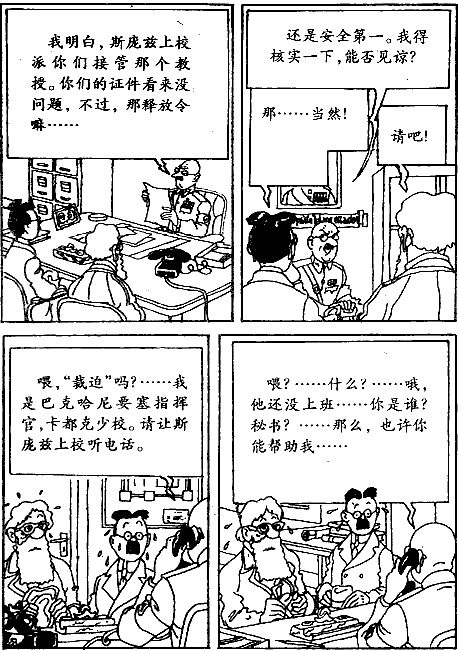 我明白，斯庞兹上校
派你们接管那个教
授。你们的证件看来没
问题，不过，那释放令
嘛……
还是安全第一。我得
核实一下，能否见谅？
那……当然！
请吧！
喂，“裁迫”吗？……我
是巴克哈尼要塞指挥
官，卡都克少校。请让斯
庞兹上校听电话。
喂？……什么？……哦，
他还没上班……你是谁？
秘书？……那么，也许你
能帮助我……